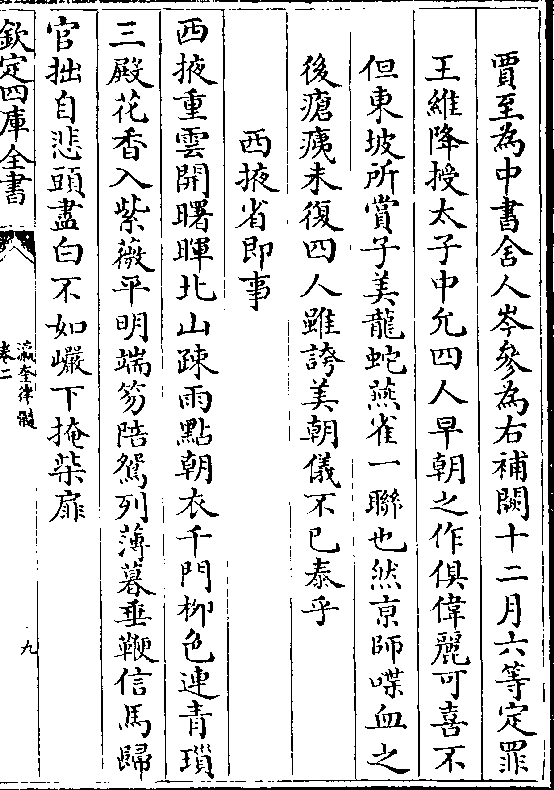 賈至為中書舍人岑參為右補闕十二月六等定罪
王維降授太子中允四人早朝之作俱偉麗可喜不
但東坡所賞子美龍蛇燕雀一聯也然京師喋血之
後瘡痍未復四人雖誇美朝儀不已泰乎
西掖省即事
西掖重雲開曙暉北山疎雨點朝衣千門柳色連青瑣
三殿花香入紫薇平明端笏陪鴛列薄暮垂鞭信馬歸
官拙自悲頭盡白不如巗下掩柴扉
欽定四庫全書
瀛奎律髓
卷二
九